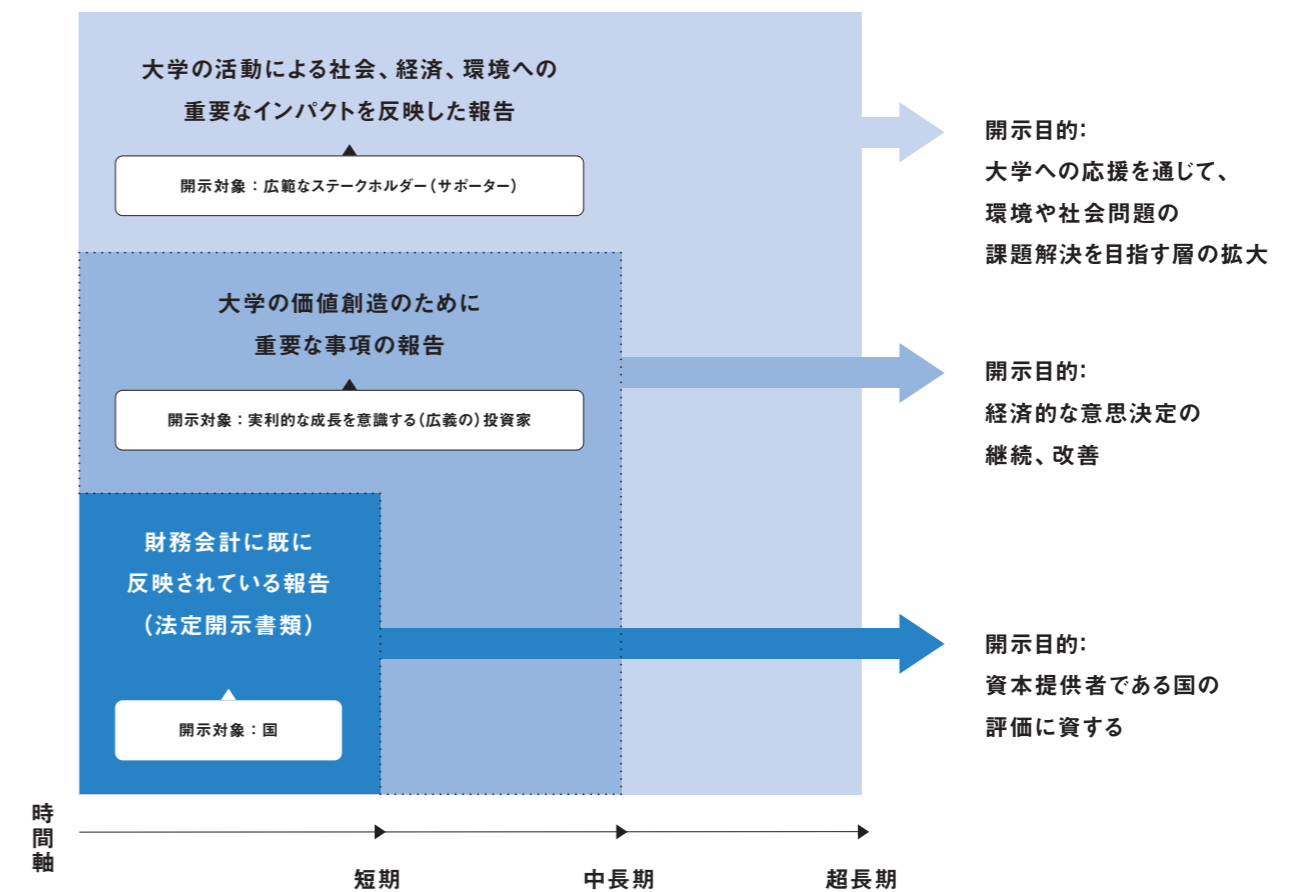 大学の活動による社会、経済、環境への
重要なインパクトを反映した報告
開示対象：広範なステークホルダー（サポーター）
開示目的：
大学への応援を通じて、
環境や社会問題の
課題解決を目指す層の拡大
大学の価値創造のために
重要な事項の報告
開示対象：実利的な成長を意識する（広義の）投資家
開示目的：
経済的な意思決定の
継続、改善
財務会計に既に
反映されている報告
（法定開示書類）
開示対象：国
開示目的：
資本提供者である国の
評価に資する
時間軸
短期
中長期
超長期